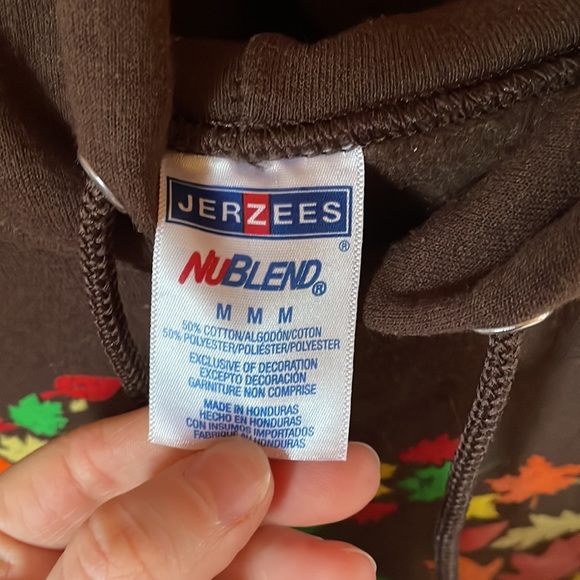 JERZEES
®
NUBLEND®
M M M
50% COTTON/ALGODÓN/COTON
50% POLYESTER/POLIÉSTER/POLYESTER
EXCLUSIVE OF DECORATION
EXCEPTO DECORACIÓN
GARNITURE NON COMPRISE
MADE IN HONDURAS
HECHO EN HONDURAS
CON INSUMOS IMPORTADOS
FABRIQUÉ AU HONDURAS